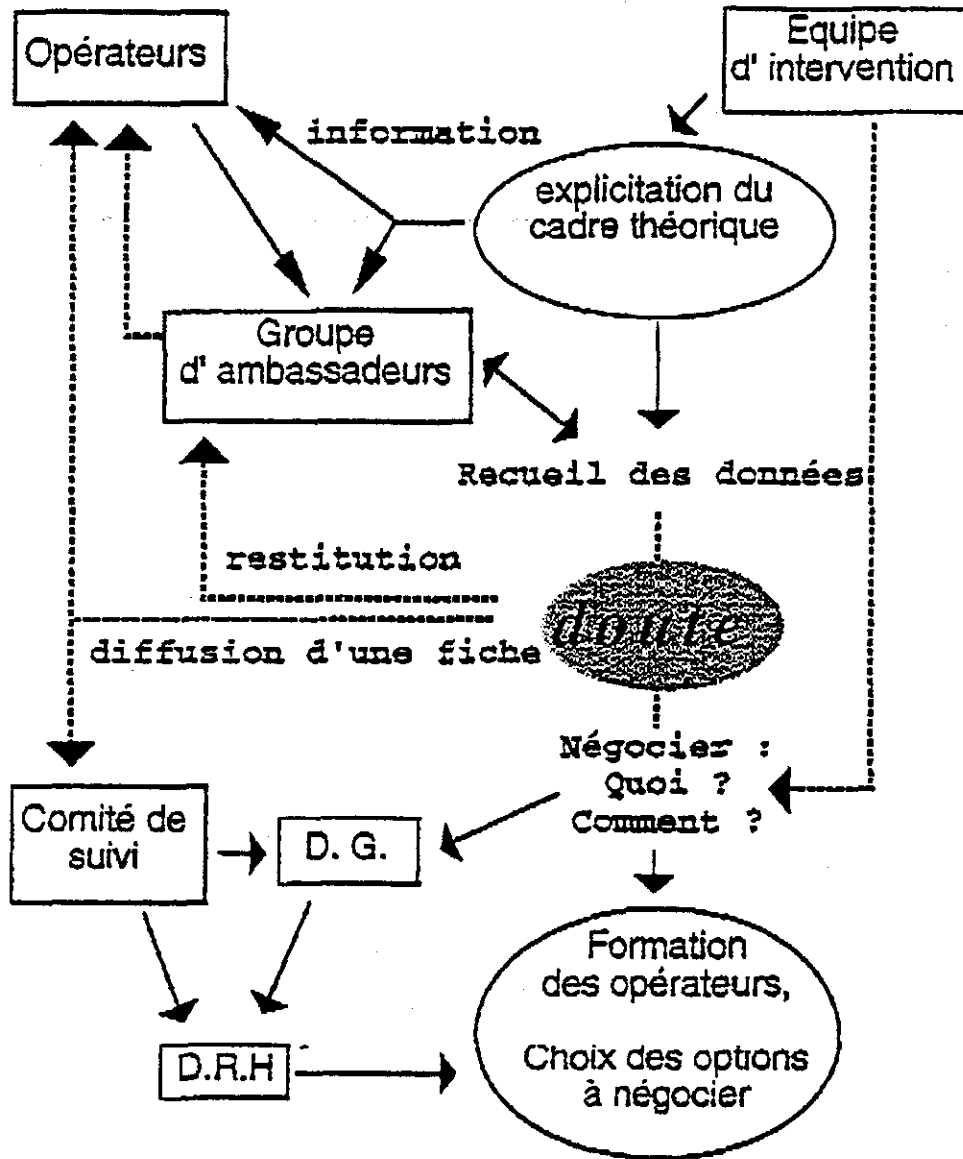 Opérateurs
Equipe
d' intervention
information
explicitation du
cadre théorique
Groupe
d' ambassadeurs
Recueil des données
restitution
doute
diffusion d'une fiche
Négocier :
Quoi ?
Comment ?
Comité de
suivi
D. G.
Formation
des opérateurs,
Choix des options
à négocier
D.R.H